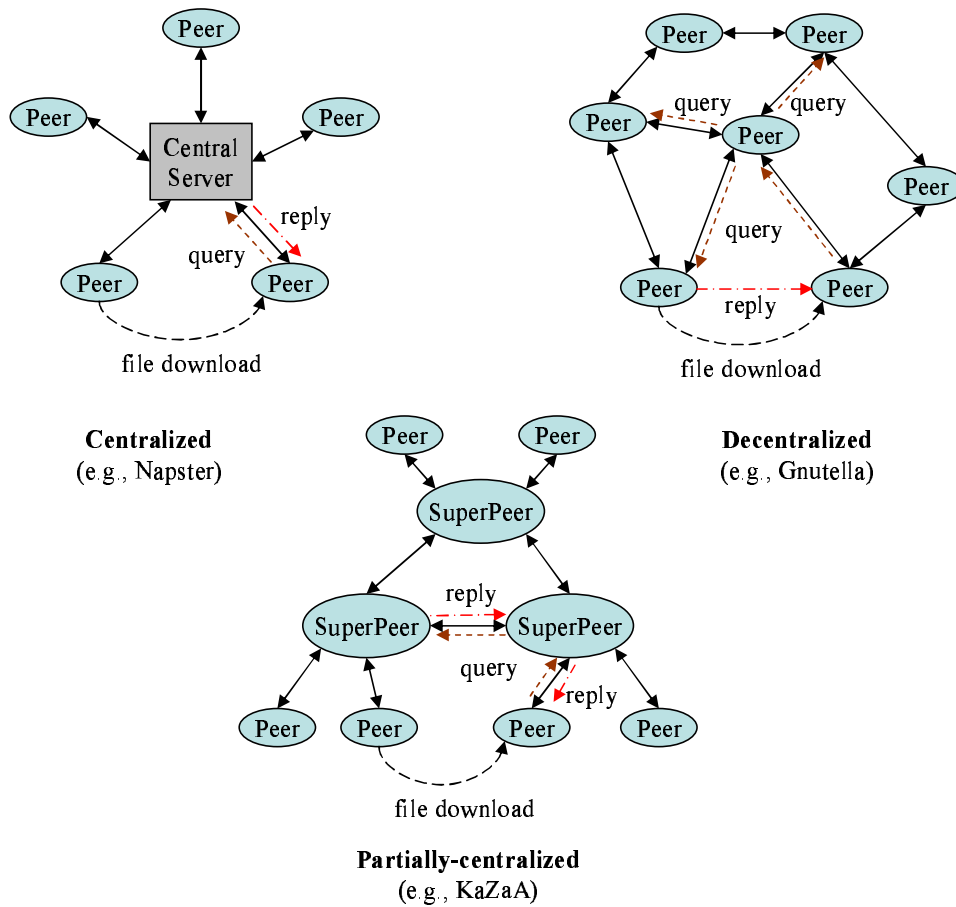 Peer
Peer
Peer
Central
Server
reply
query
Peer
Peer
file download
Centralized
(e.g., Napster)
Peer
Peer
query
query
Peer
Peer
Peer
query
Peer
Peer
reply
file download
Decentralized
(e.g., Gnutella)
Peer
Peer
SuperPeer
reply
SuperPeer
SuperPeer
query
reply
Peer
Peer
Peer
Peer
file download
Partially-centralized
(e.g., KaZaA)